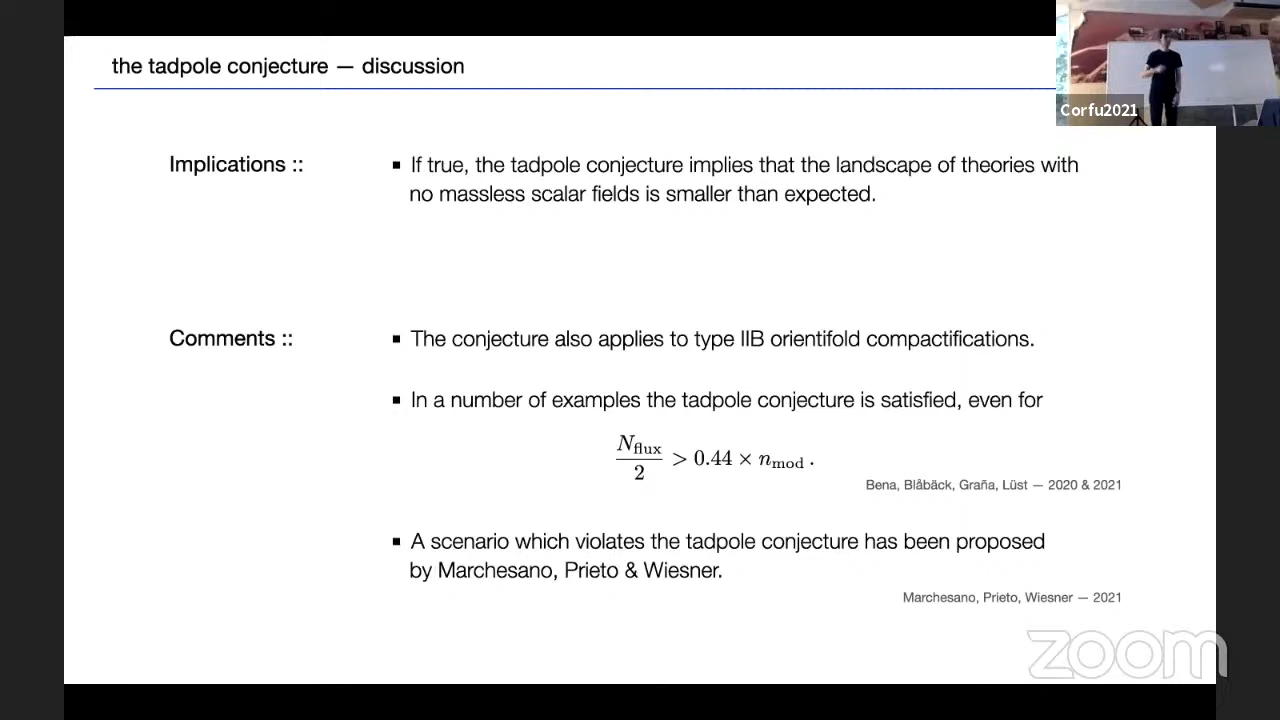 the tadpole conjecture — discussion
Corfu2021
Implications ::
▪ If true, the tadpole conjecture implies that the landscape of theories with
no massless scalar fields is smaller than expected.
Comments ::
▪ The conjecture also applies to type IIB orientifold compactifications.
▪ In a number of examples the tadpole conjecture is satisfied, even for
N_flux / 2 > 0.44 × n_mod .
Bena, Blåbäck, Graña, Lüst — 2020 & 2021
▪ A scenario which violates the tadpole conjecture has been proposed
by Marchesano, Prieto & Wiesner.
Marchesano, Prieto, Wiesner — 2021
zoom